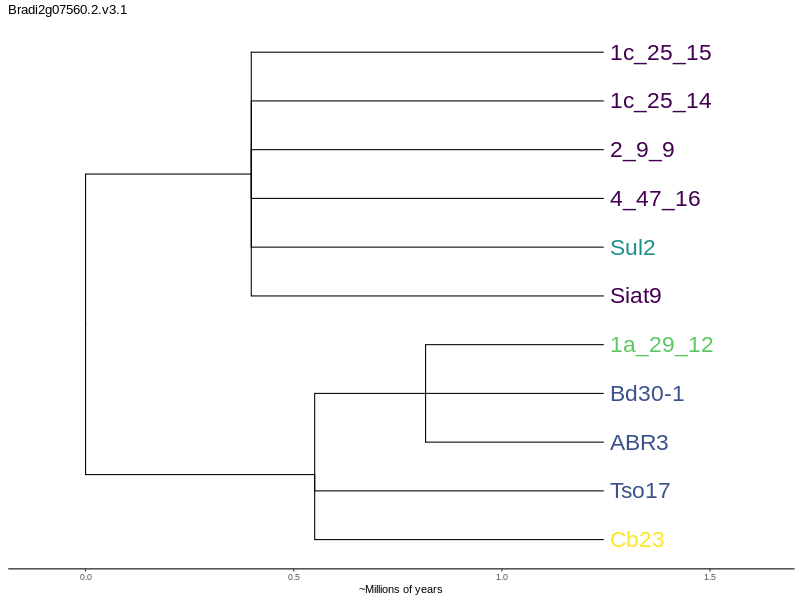 Bradi2g07560.2.v3.1
1c_25_15
1c_25_14
2_9_9
4_47_16
Sul2
Siat9
1a_29_12
Bd30-1
ABR3
Tso17
Cb23
0.0 0.5 1.0 1.5
~Millions of years